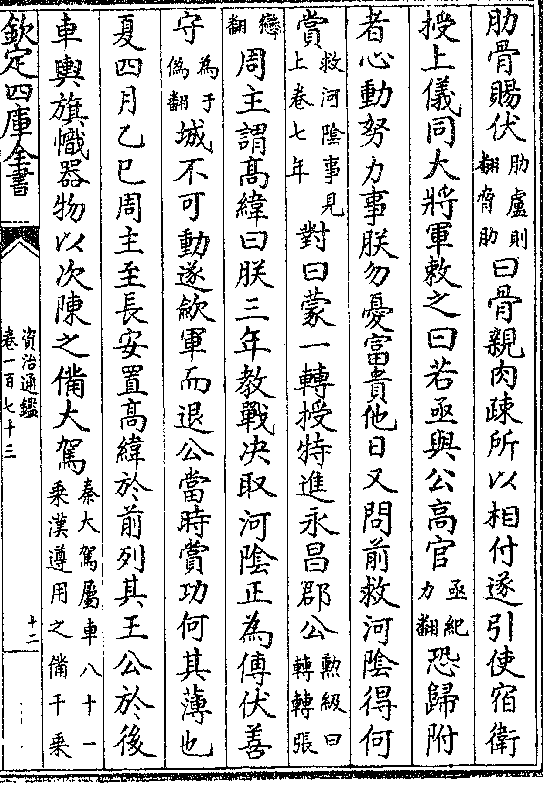 肋骨賜伏肋盧則翻脅肋曰骨親肉疎所以相付遂引使宿衛
授上儀同大將軍敕之曰若亟與公高官亟紀力翻恐歸附
者心動努力事朕勿憂富貴他日又問前救河陰得何
賞救河陰事見上卷七年對曰蒙一轉授特進永昌郡公勲級曰轉轉張
戀翻周主謂高緯曰朕三年教戰决取河隂正為傅伏善
守為于偽翻城不可動遂歛軍而退公當時賞功何其薄也
夏四月乙巳周主至長安置高緯於前列其王公於後
車輿旗幟器物以次陳之備大駕秦大駕屬車八十一乘漢遵用之備千乗
欽定四庫全書
資治通鑑
卷一百七十三
十二